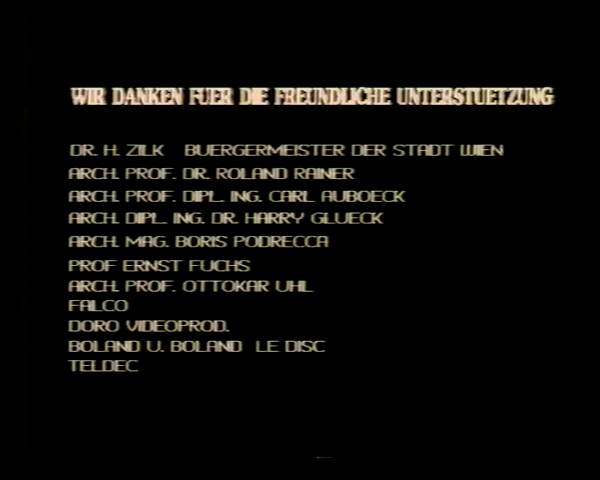 WIR DANKEN FUER DIE FREUNDLICHE UNTERSTUETZUNG
DR. H. ZILK BUERGERMEISTER DER STADT WIEN
ARCH. PROF. DR. ROLAND RAINER
ARCH. PROF. DIPL. ING. CARL AUBOECK
ARCH. DIPL. ING. DR. HARRY GLUECK
ARCH. MAG. BORIS PODRECCA
PROF ERNST FUCHS
ARCH. PROF. OTTOKAR UHL
FALCO
DORO VIDEOPROD.
BOLAND U. BOLAND LE DISC
TELDEC